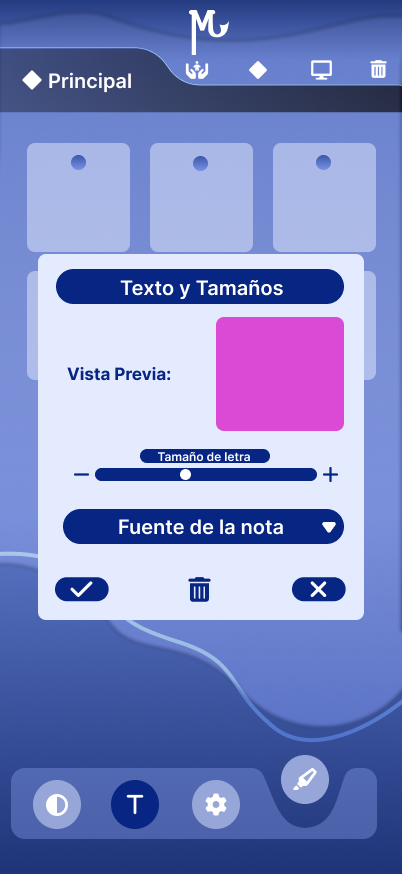 Principal
Texto y Tamaños
Vista Previa:
Tamaño de letra
Fuente de la nota
T